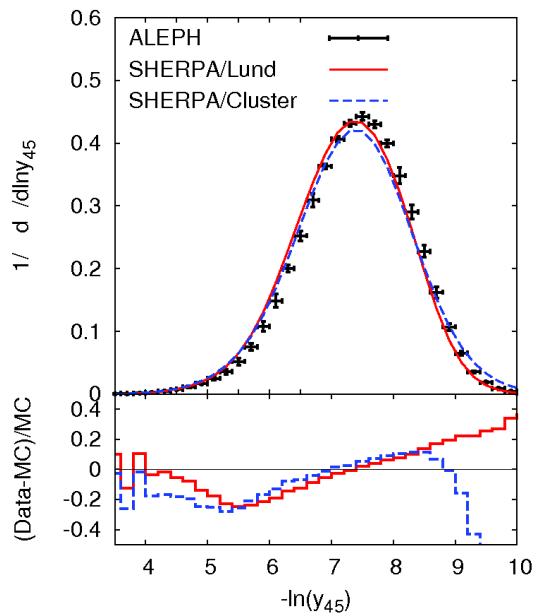 ALEPH
SHERPA/Lund
SHERPA/Cluster
1/ d /dlny45
0.6
0.5
0.4
0.3
0.2
0.1
0
(Data-MC)/MC
0.4
0.2
0
-0.2
-0.4
4 5 6 7 8 9 10
-ln(y45)